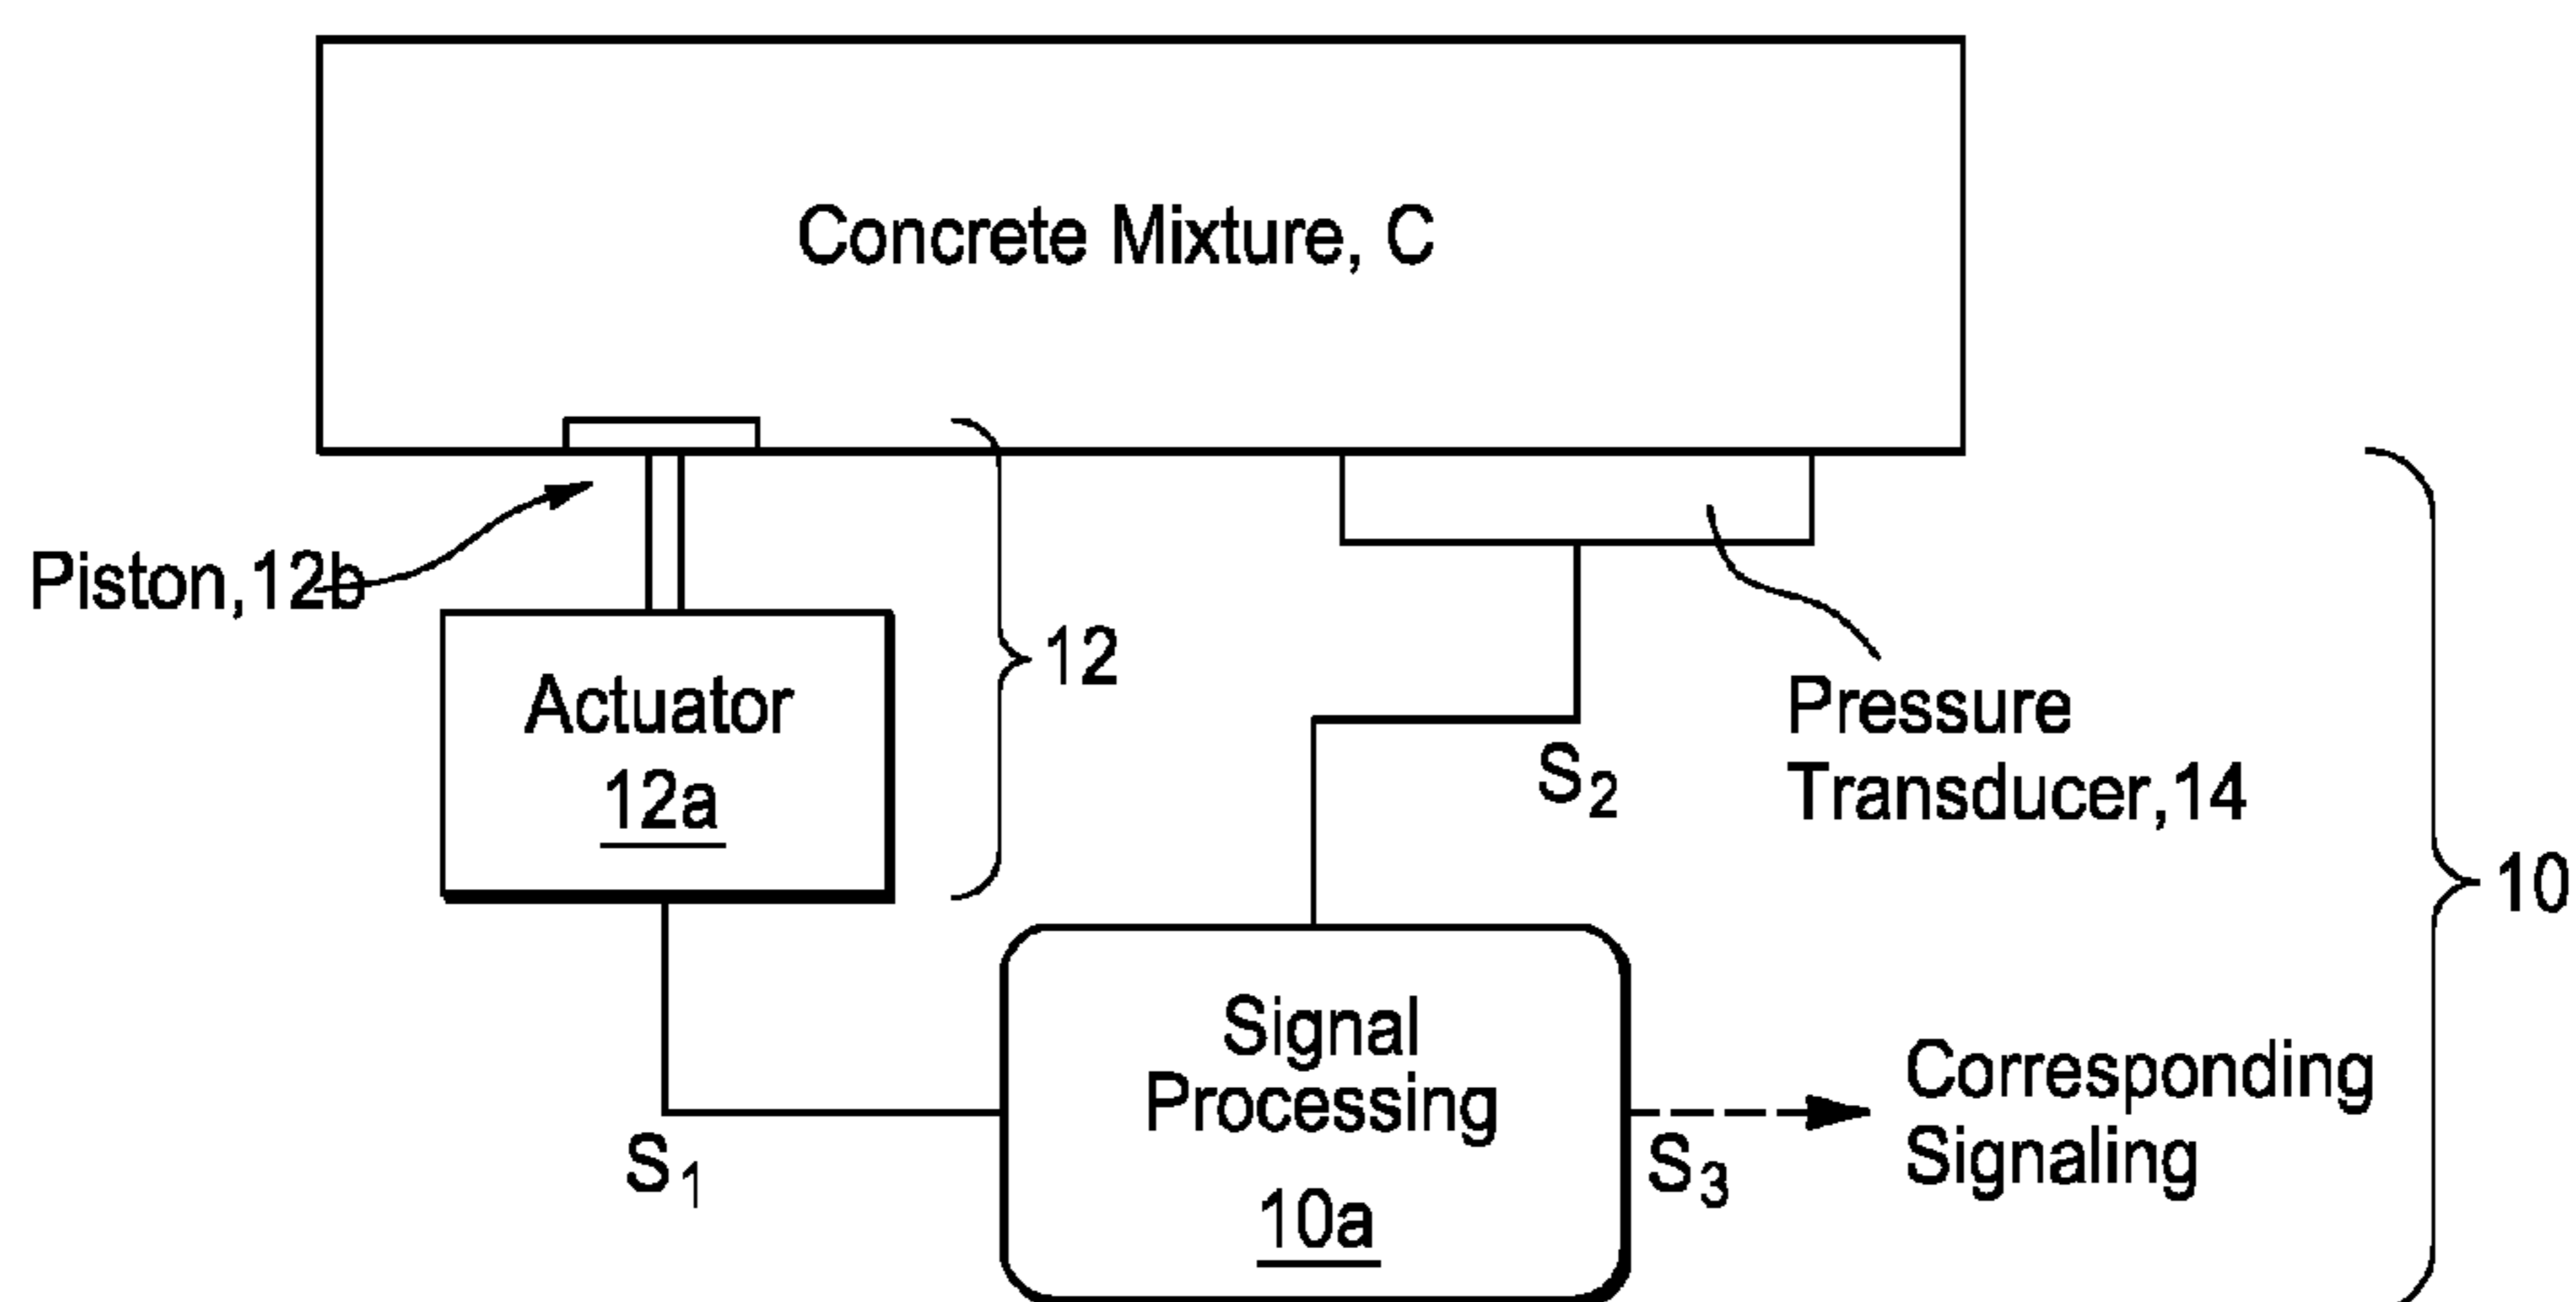 Concrete Mixture, C
Piston,12b
12
Actuator
12a
Pressure
Transducer,14
S2
10
Signal
Processing
10a
S1
S3
Corresponding
Signaling